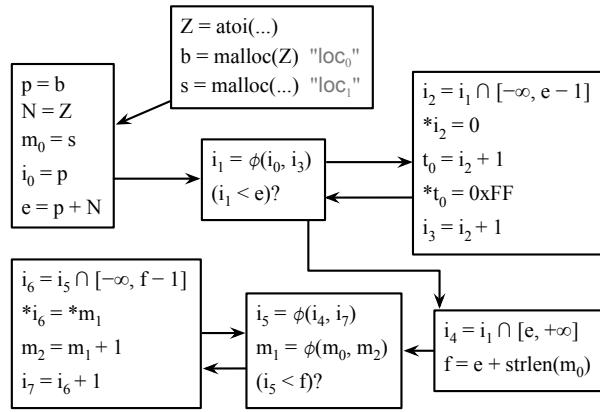 Z = atoi(...)
b = malloc(Z) "loc₀"
s = malloc(...) "loc₁"
p = b
N = Z
m₀ = s
i₀ = p
e = p + N
i₁ = ϕ(i₀, i₃)
(i₁ < e)?
i₂ = i₁ ∩ [-∞, e − 1]
*i₂ = 0
t₀ = i₂ + 1
*t₀ = 0xFF
i₃ = i₂ + 1
i₆ = i₅ ∩ [-∞, f − 1]
*i₆ = *m₁
m₂ = m₁ + 1
i₇ = i₆ + 1
i₅ = ϕ(i₄, i₇)
m₁ = ϕ(m₀, m₂)
(i₅ < f)?
i₄ = i₁ ∩ [e, +∞]
f = e + strlen(m₀)